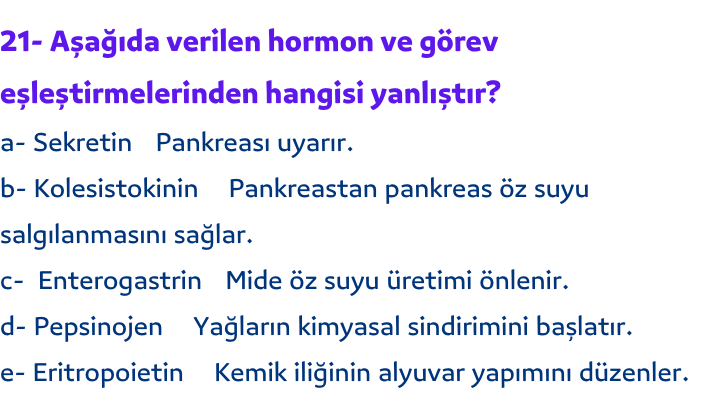 21- Aşağıda verilen hormon ve görev
eşleştirmelerinden hangisi yanlıştır?
a- Sekretin Pankreası uyarır.
b- Kolesistokinin Pankreastan pankreas öz suyu
salgılanmasını sağlar.
c- Enterogastrin Mide öz suyu üretimi önlenir.
d- Pepsinojen Yağların kimyasal sindirimini başlatır.
e- Eritropoietin Kemik iliğinin alyuvar yapımını düzenler.